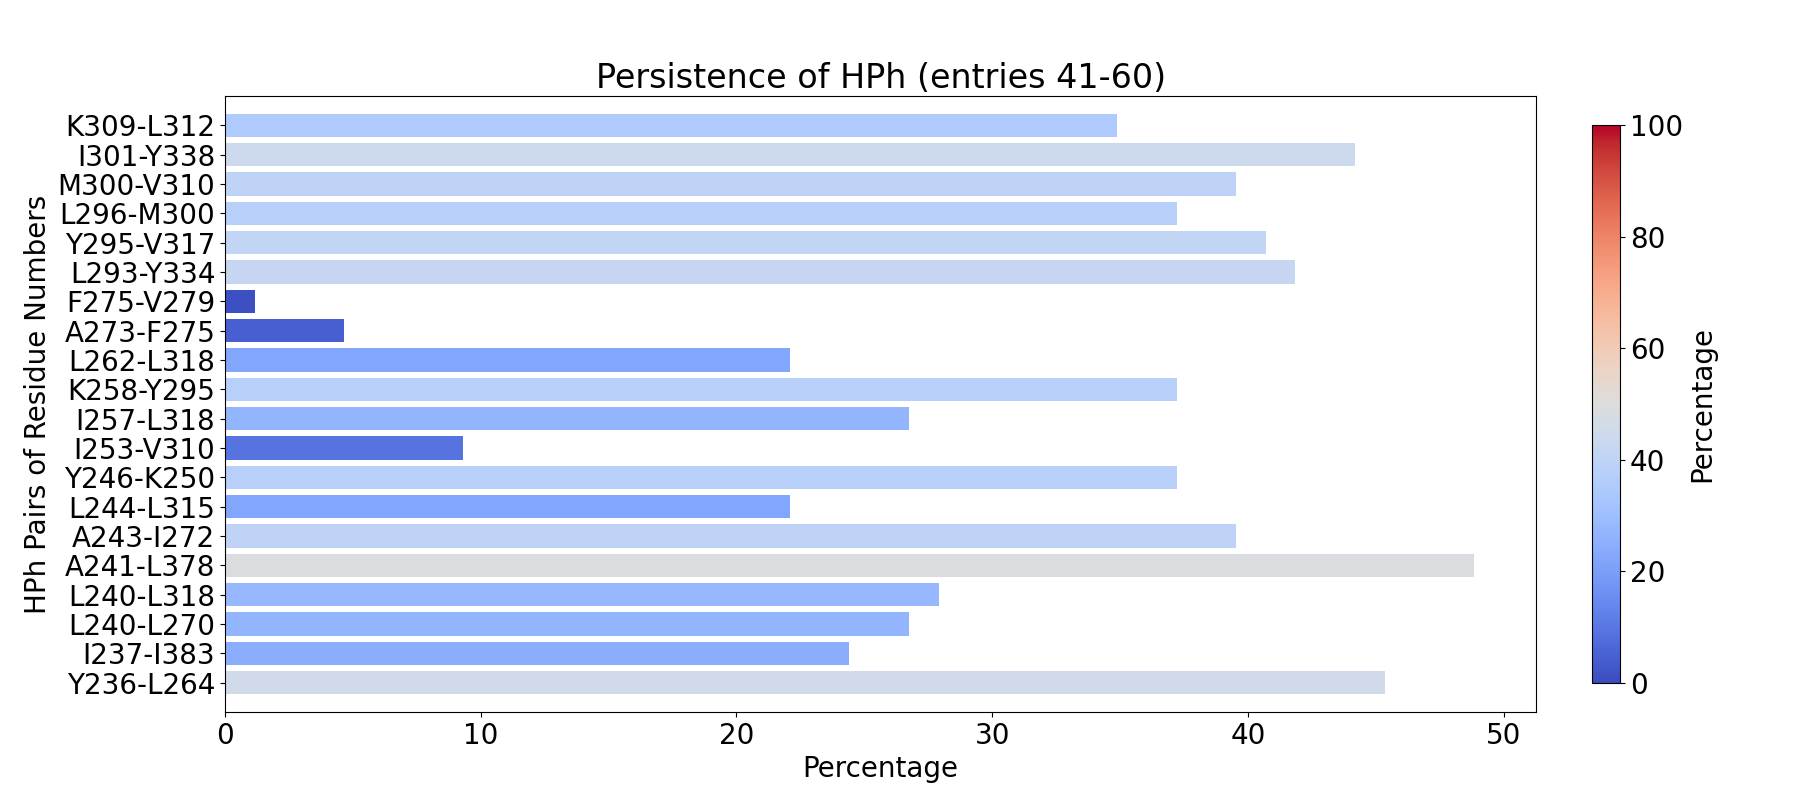 Persistence of HPh (entries 41-60)
HPh Pairs of Residue Numbers
K309-L312
I301-Y338
M300-V310
L296-M300
Y295-V317
L293-Y334
F275-V279
A273-F275
L262-L318
K258-Y295
I257-L318
I253-V310
Y246-K250
L244-L315
A243-I272
A241-L378
L240-L318
L240-L270
I237-I383
Y236-L264
0 10 20 30 40 50
Percentage
100
80
60
40
20
0
Percentage